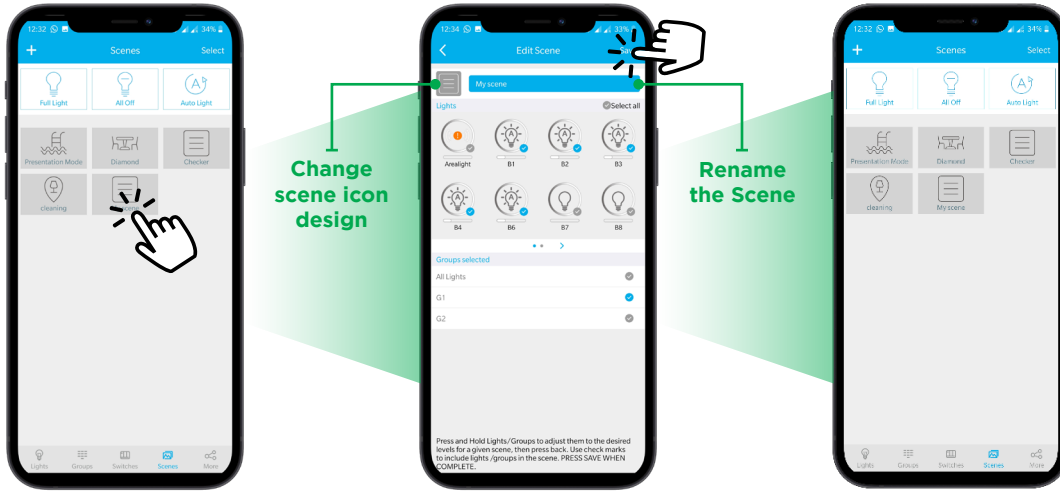 12:32 34%
+ Scenes Select
Full Light All Off Auto Light
Presentation Mode Diamond Checker
cleaning
Lights Groups Switches Scenes More
Change
scene icon
design
12:34 33%
Edit Scene
My scene
Lights Select all
Arealight B1 B2 B3
B4 B6 B7 B8
Groups selected
All Lights
G1
G2
Press and Hold Lights/Groups to adjust them to the desired
levels for a given scene, then press back. Use check marks
to include lights /groups in the scene. PRESS SAVE WHEN
COMPLETE.
Rename
the Scene
12:32 34%
+ Scenes Select
Full Light All Off Auto Light
Presentation Mode Diamond Checker
cleaning My scene
Lights Groups Switches Scenes More